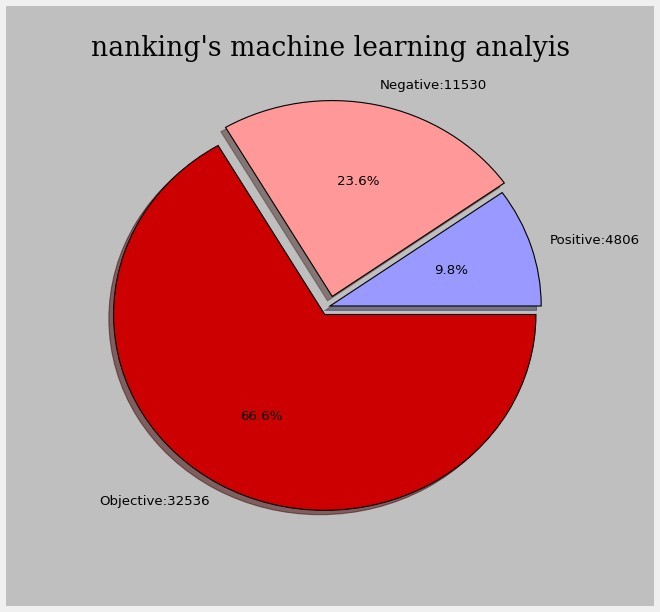 nanking's machine learning analyis
Negative:11530
23.6%
Positive:4806
9.8%
66.6%
Objective:32536